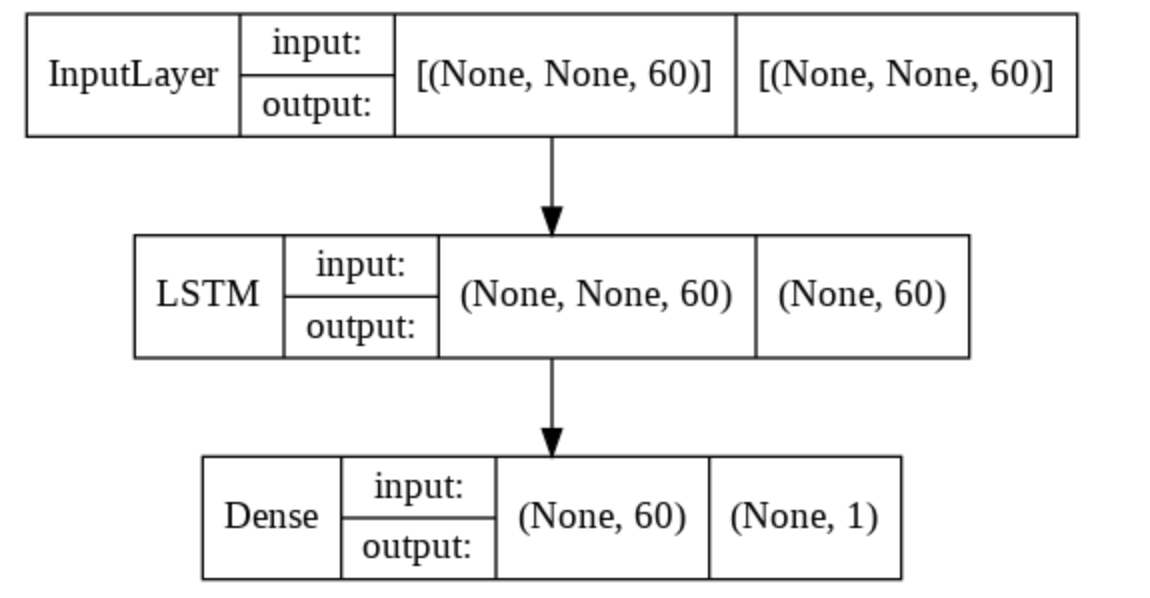 InputLayer input: [(None, None, 60)] [(None, None, 60)]
output:
LSTM input: (None, None, 60) (None, 60)
output:
Dense input: (None, 60) (None, 1)
output: